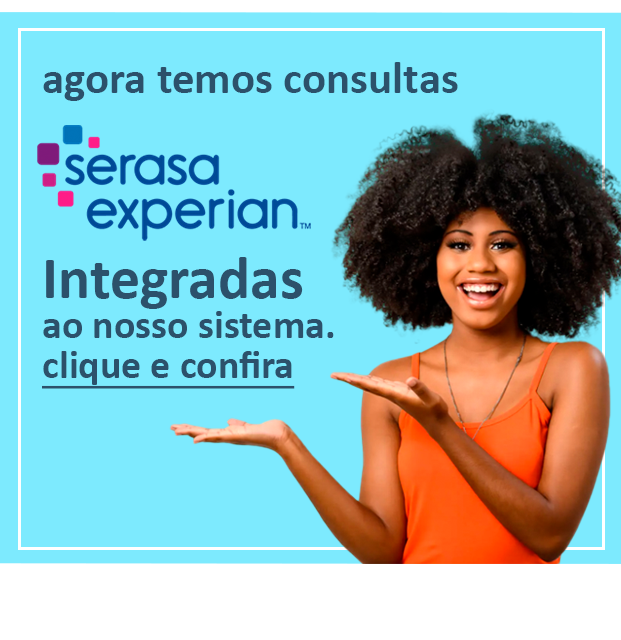 agora temos consultas
serasa
experian™
Integradas
ao nosso sistema.
clique e confira